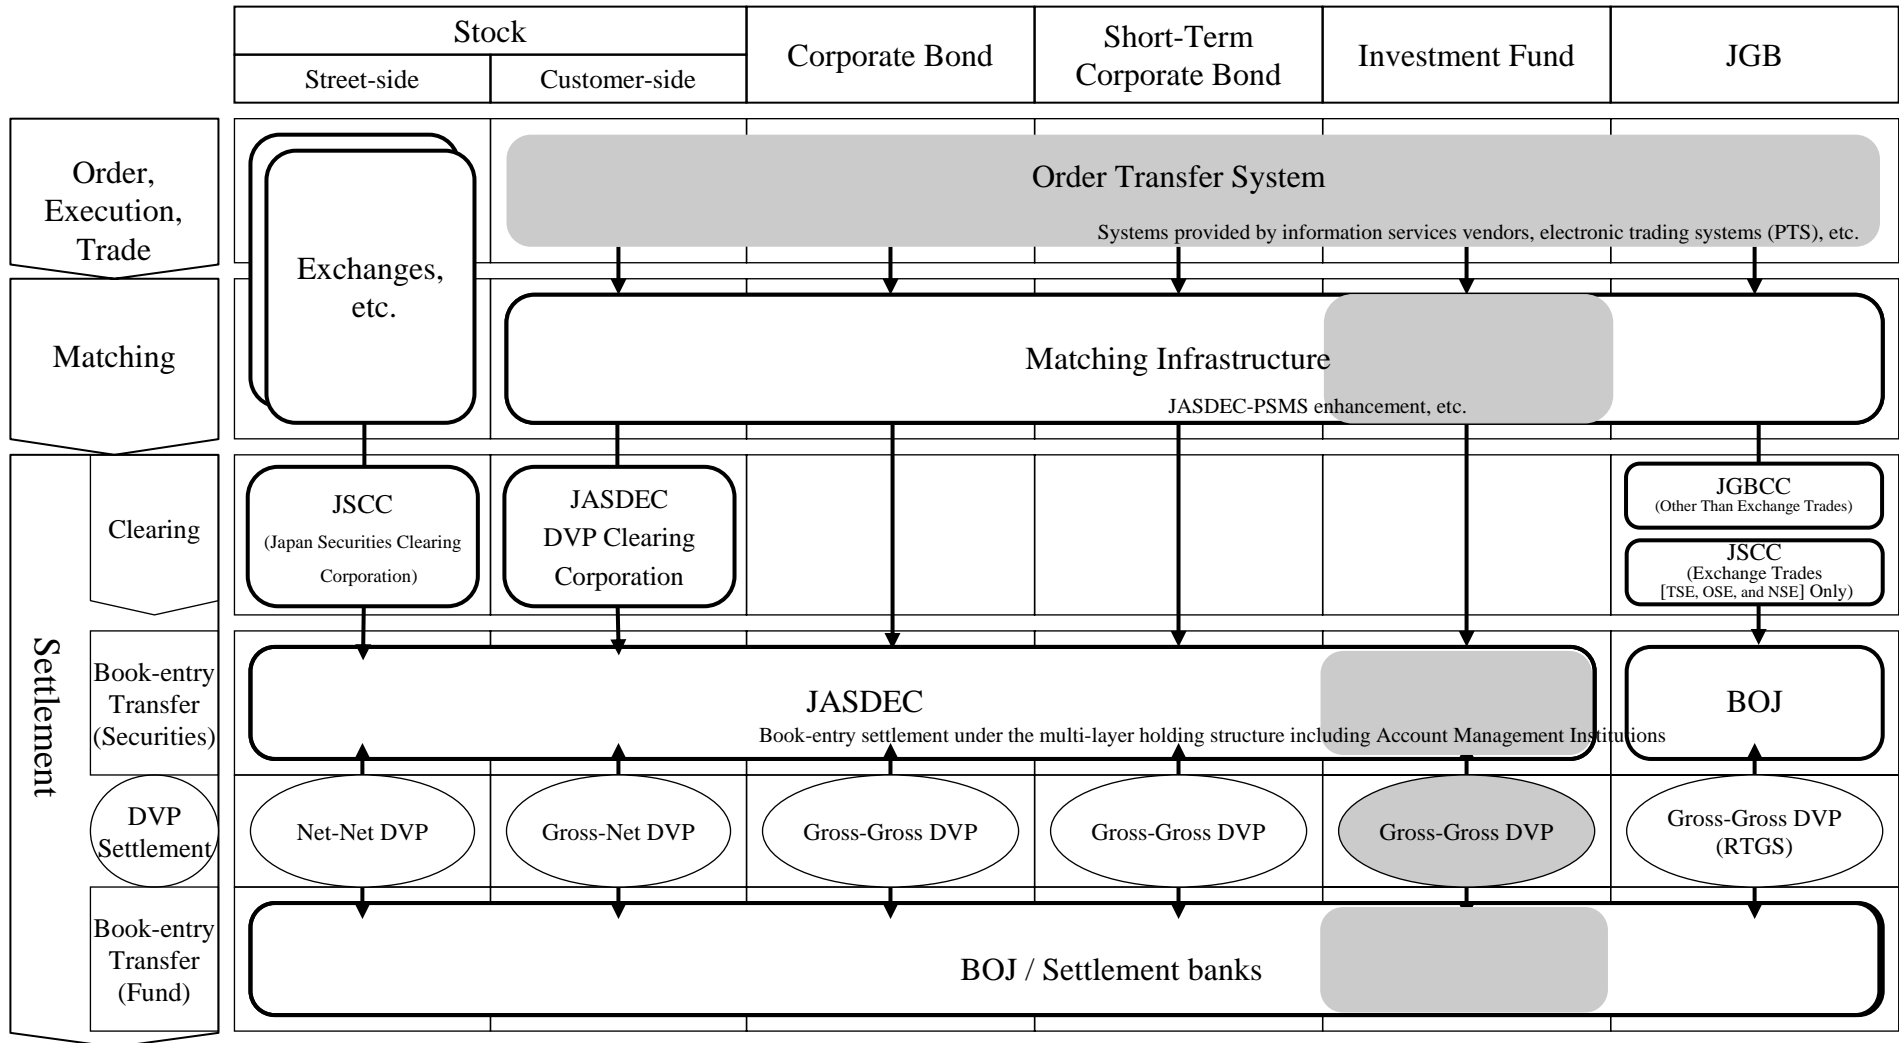 Stock
Street-side
Customer-side
Corporate Bond
Short-Term
Corporate Bond
Investment Fund
JGB
Order,
Execution,
Trade
Exchanges,
etc.
Order Transfer System
Systems provided by information services vendors, electronic trading systems (PTS), etc.
Matching
Matching Infrastructure
JASDEC-PSMS enhancement, etc.
Settlement
Clearing
JSCC
(Japan Securities Clearing
Corporation)
JASDEC
DVP Clearing
Corporation
JGBCC
(Other Than Exchange Trades)
JSCC
(Exchange Trades
[TSE, OSE, and NSE] Only)
Book-entry
Transfer
(Securities)
JASDEC
Book-entry settlement under the multi-layer holding structure including Account Management Institutions
BOJ
DVP
Settlement
Net-Net DVP
Gross-Net DVP
Gross-Gross DVP
Gross-Gross DVP
Gross-Gross DVP
Gross-Gross DVP
(RTGS)
Book-entry
Transfer
(Fund)
BOJ / Settlement banks